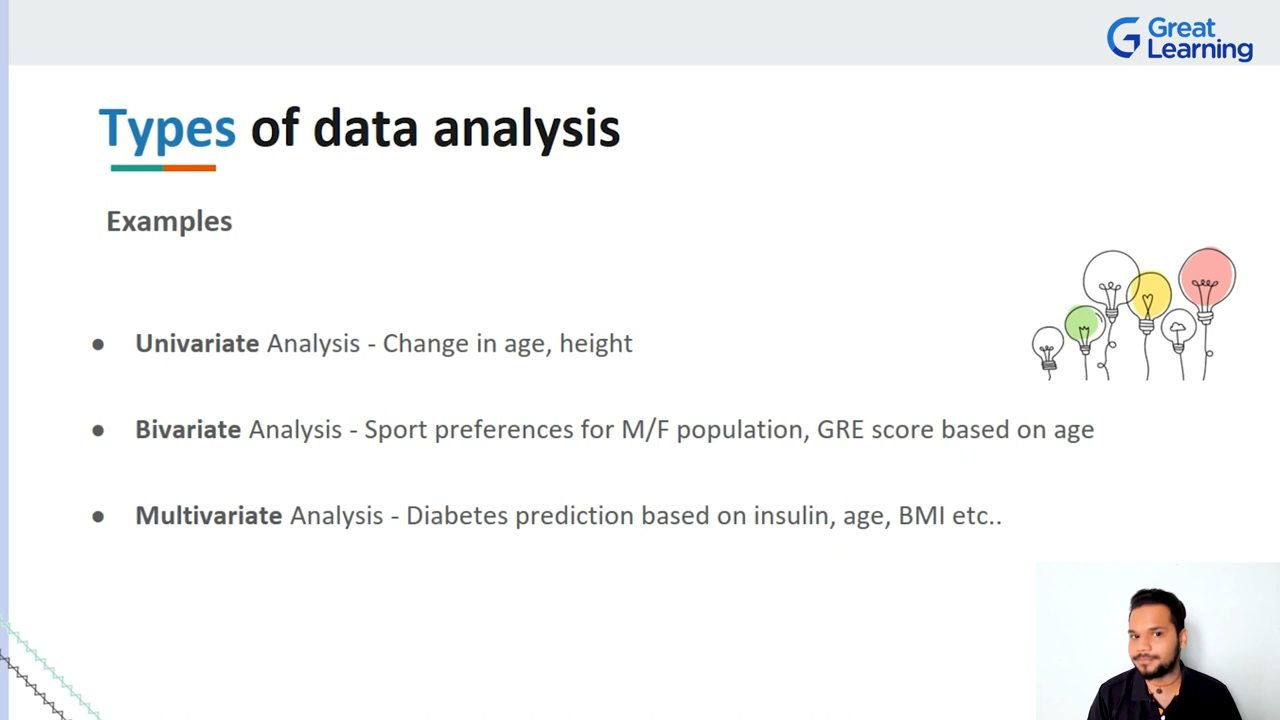 Great
Learning
Types of data analysis
Examples
● Univariate Analysis - Change in age, height
● Bivariate Analysis - Sport preferences for M/F population, GRE score based on age
● Multivariate Analysis - Diabetes prediction based on insulin, age, BMI etc..